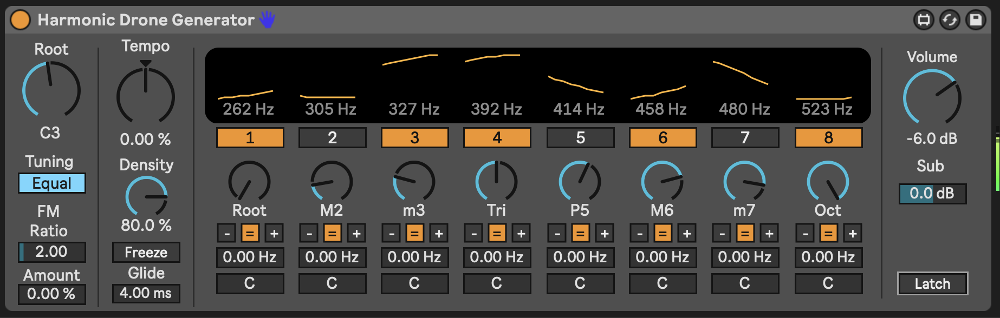 Harmonic Drone Generator
Root
C3
Tuning
Equal
FM
Ratio
2.00
Amount
0.00 %
Tempo
0.00 %
Density
80.0 %
Freeze
Glide
4.00 ms
262 Hz 305 Hz 327 Hz 392 Hz 414 Hz 458 Hz 480 Hz 523 Hz
1 2 3 4 5 6 7 8
Root M2 m3 Tri P5 M6 m7 Oct
- = + - = + - = + - = + - = + - = + - = + - = +
0.00 Hz 0.00 Hz 0.00 Hz 0.00 Hz 0.00 Hz 0.00 Hz 0.00 Hz 0.00 Hz
C C C C C C C C
Volume
-6.0 dB
Sub
0.0 dB
Latch